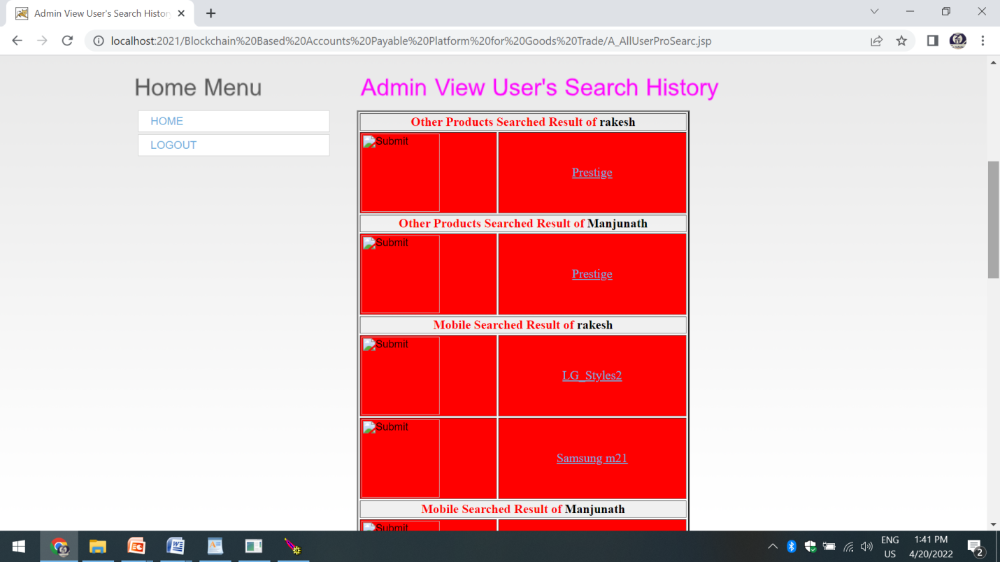 Admin View User's Search Histor
localhost:2021/Blockchain%20Based%20Accounts%20Payable%20Platform%20for%20Goods%20Trade/A_AllUserProSearc.jsp
Home Menu
HOME
LOGOUT
Admin View User's Search History
Other Products Searched Result of rakesh
Submit
Prestige
Other Products Searched Result of Manjunath
Submit
Prestige
Mobile Searched Result of rakesh
Submit
LG_Styles2
Submit
Samsung m21
Mobile Searched Result of Manjunath
Submit
ENG
US
1:41 PM
4/20/2022
2